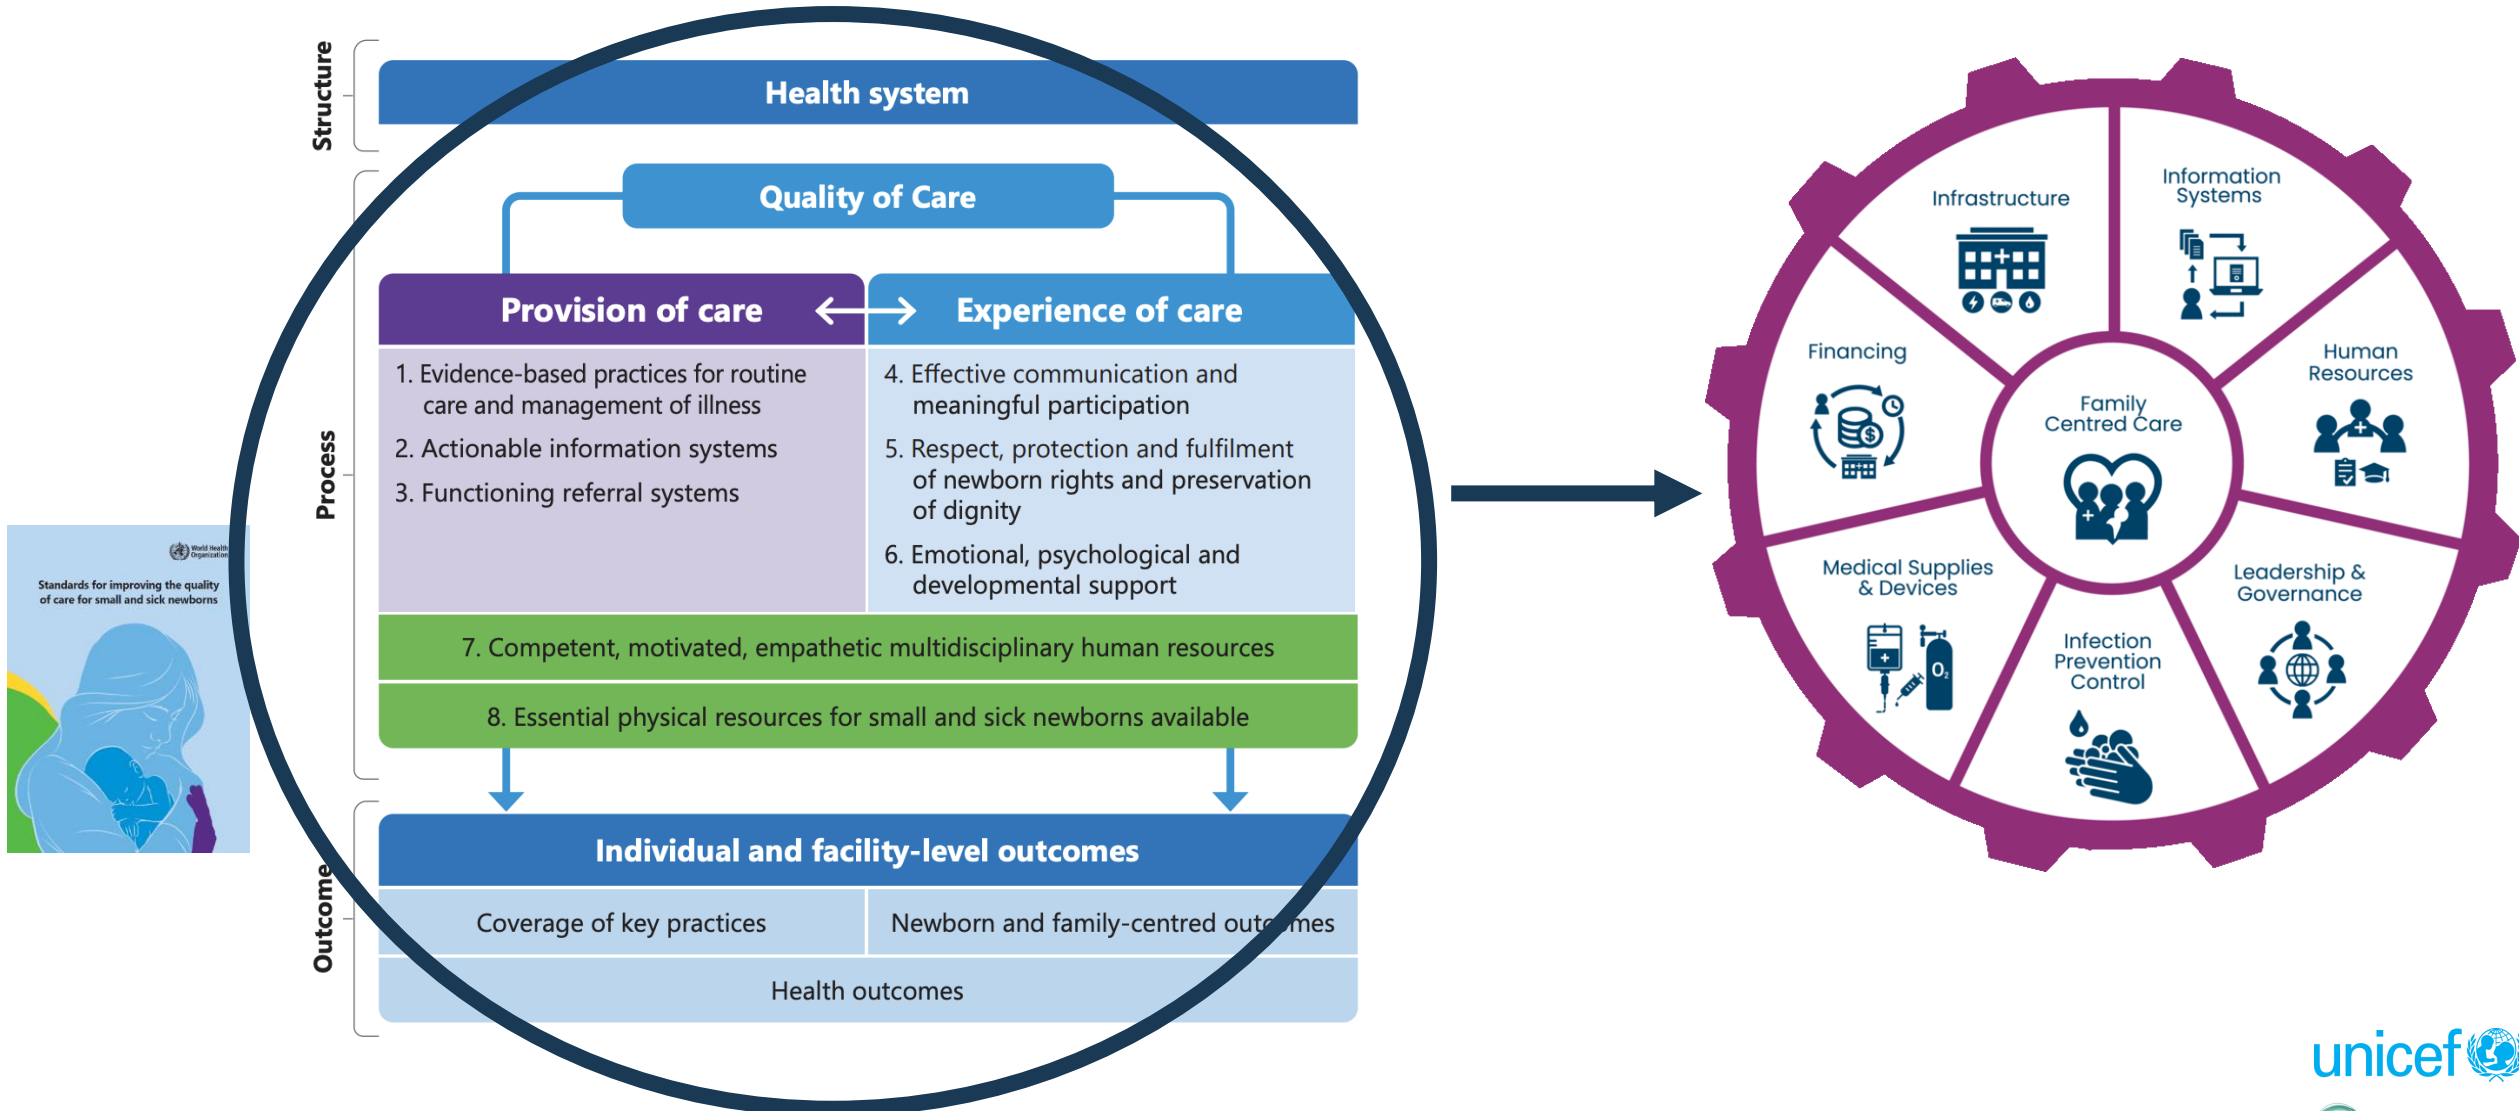 Structure
Health system
Quality of Care
Process
Provision of care
Experience of care
1. Evidence-based practices for routine
care and management of illness
2. Actionable information systems
3. Functioning referral systems
4. Effective communication and
meaningful participation
5. Respect, protection and fulfilment
of newborn rights and preservation
of dignity
6. Emotional, psychological and
developmental support
7. Competent, motivated, empathetic multidisciplinary human resources
8. Essential physical resources for small and sick newborns available
Outcome
Individual and facility-level outcomes
Coverage of key practices
Newborn and family-centred outcomes
Health outcomes
World Health
Organization
Standards for improving the quality
of care for small and sick newborns
Infrastructure
Information
Systems
Financing
Human
Resources
Family
Centred Care
Medical Supplies
& Devices
O₂
Leadership &
Governance
Infection
Prevention
Control
unicef